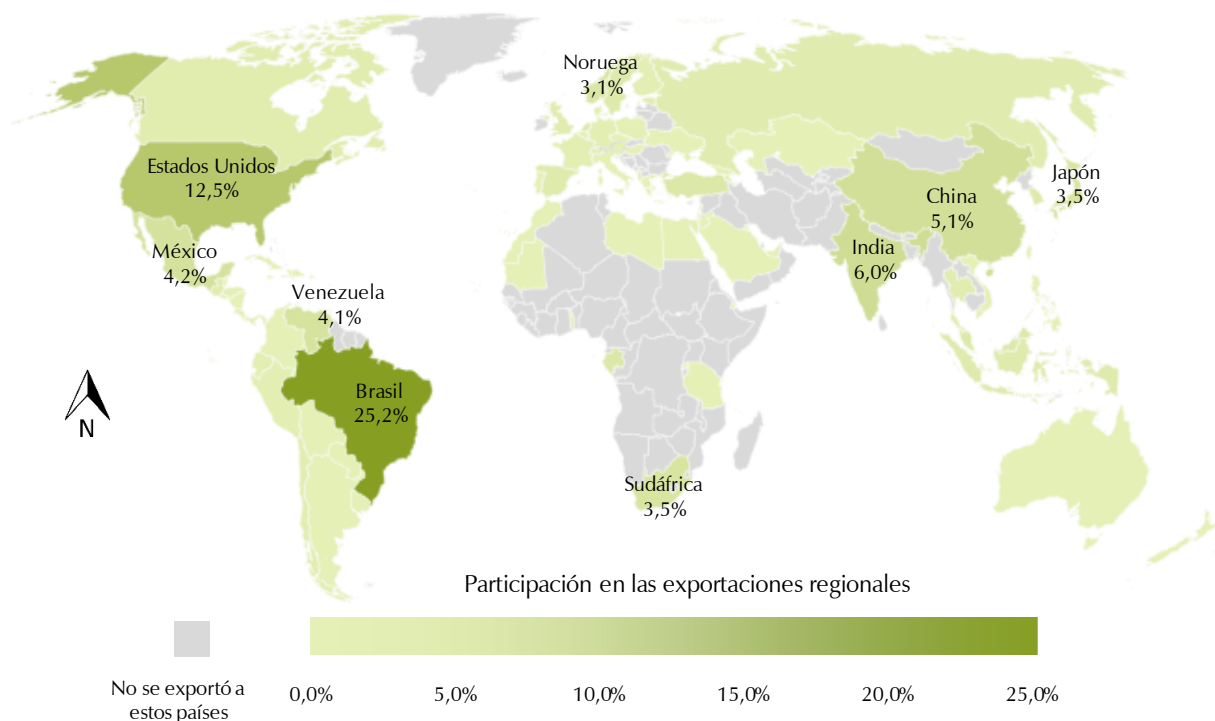 Noruega
3,1%
Estados Unidos
12,5%
Japón
3,5%
China
5,1%
México
4,2%
India
6,0%
Venezuela
4,1%
Brasil
25,2%
N
Sudáfrica
3,5%
Participación en las exportaciones regionales
No se exportó a
estos países
0,0%
5,0%
10,0%
15,0%
20,0%
25,0%